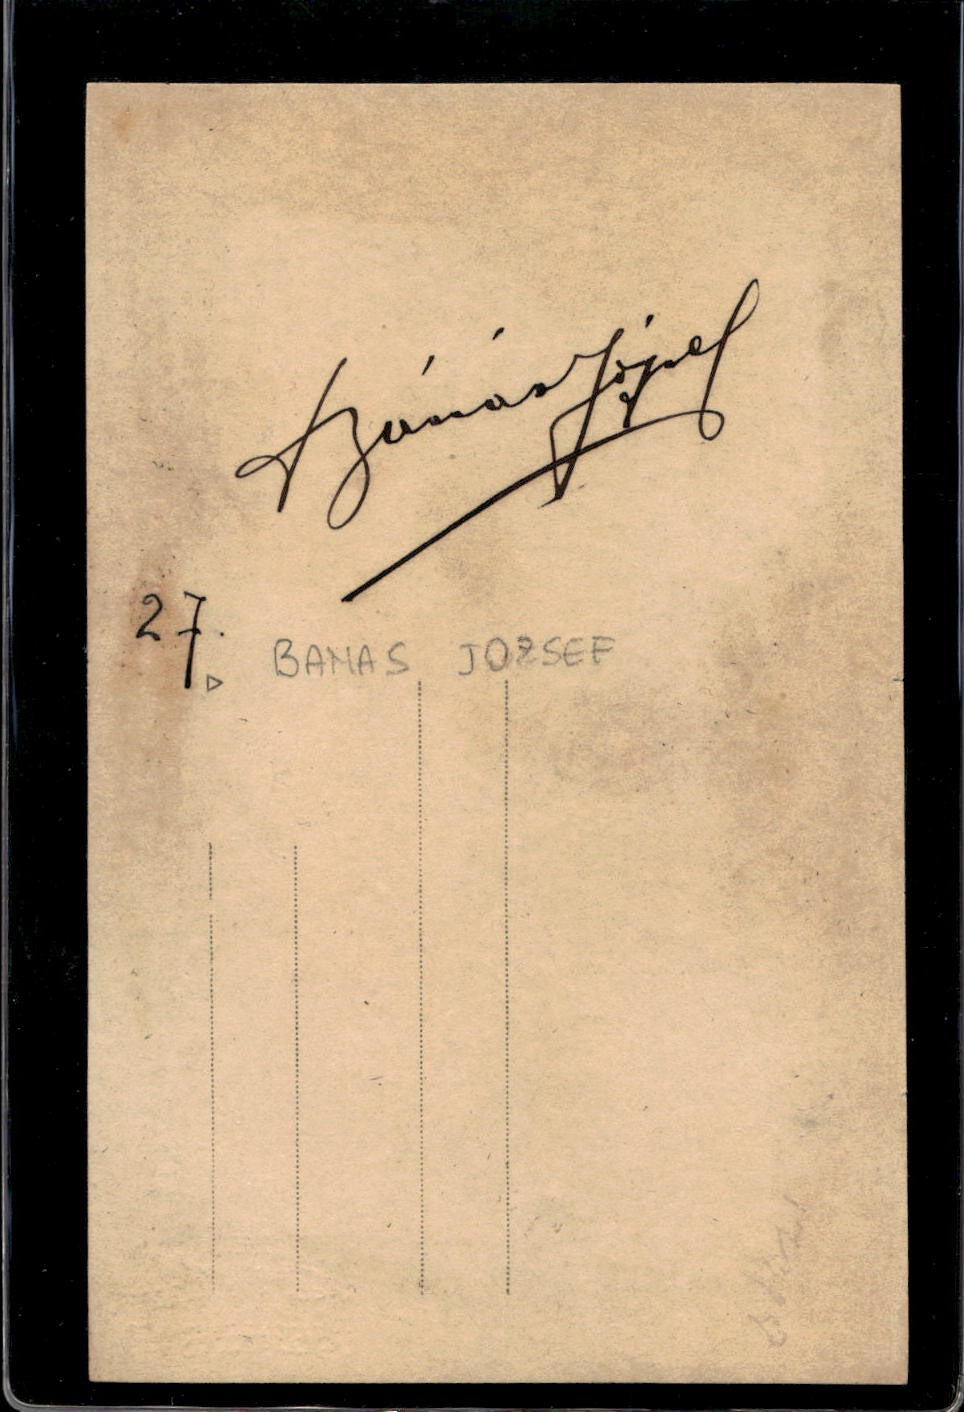 Bánás József
27.
BANAS JOZSEF